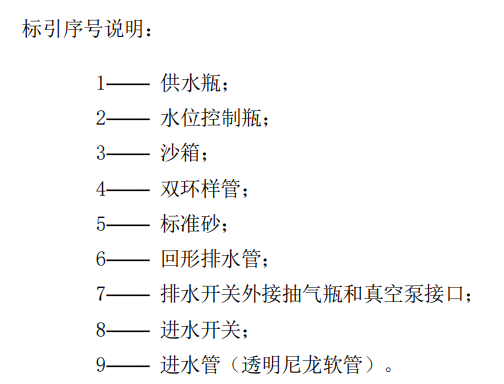 标引序号说明：
1—— 供水瓶；
2—— 水位控制瓶；
3—— 沙箱；
4—— 双环样管；
5—— 标准砂；
6—— 回形排水管；
7—— 排水开关外接抽气瓶和真空泵接口；
8—— 进水开关；
9—— 进水管（透明尼龙软管）。